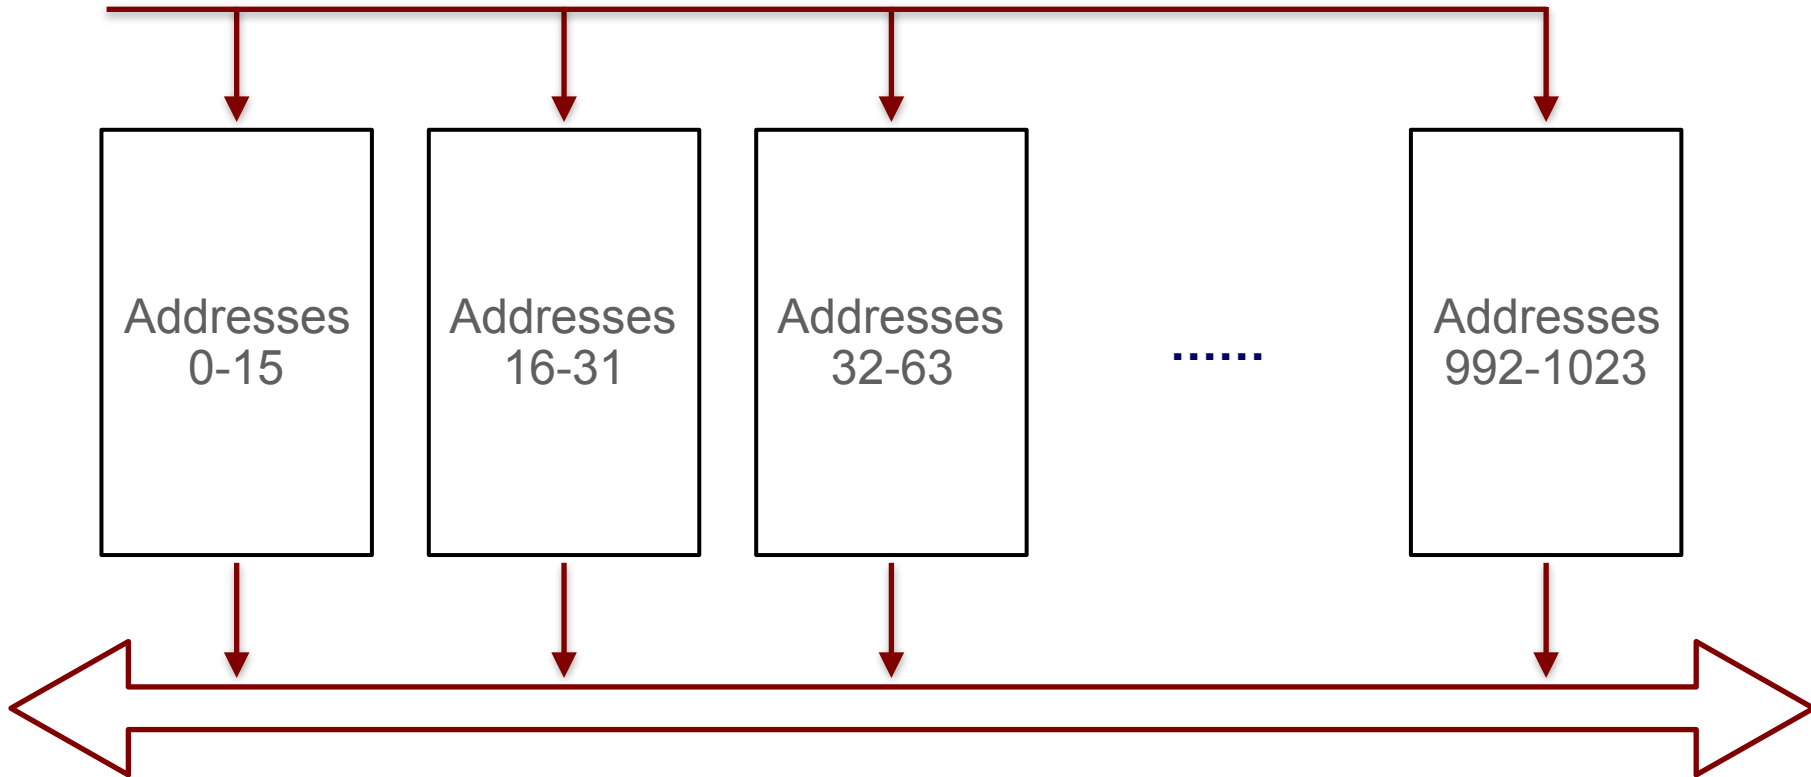 Addresses
0-15
Addresses
16-31
Addresses
32-63
......
Addresses
992-1023